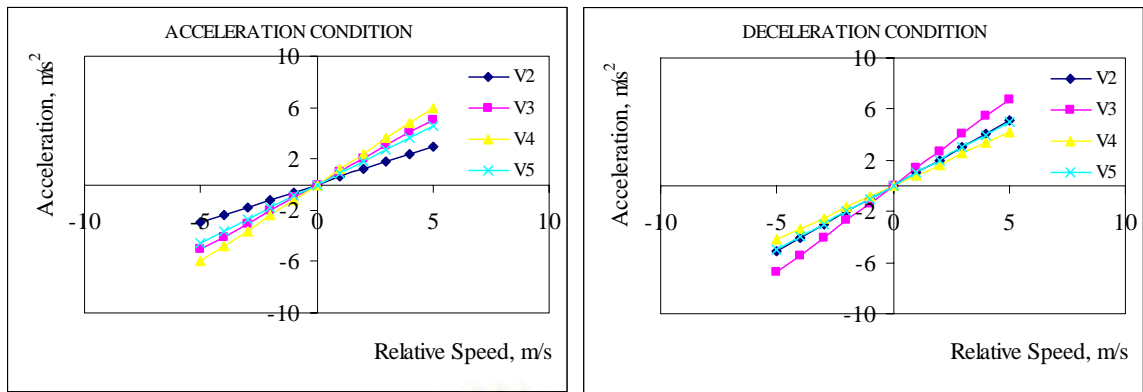 ACCELERATION CONDITION
Acceleration, m/s²
10
6
2
-2
-6
-10
-10
-5
0
5
10
V2
V3
V4
V5
Relative Speed, m/s
DECELERATION CONDITION
Acceleration, m/s²
10
6
2
-2
-6
-10
-10
-5
0
5
10
V2
V3
V4
V5
Relative Speed, m/s